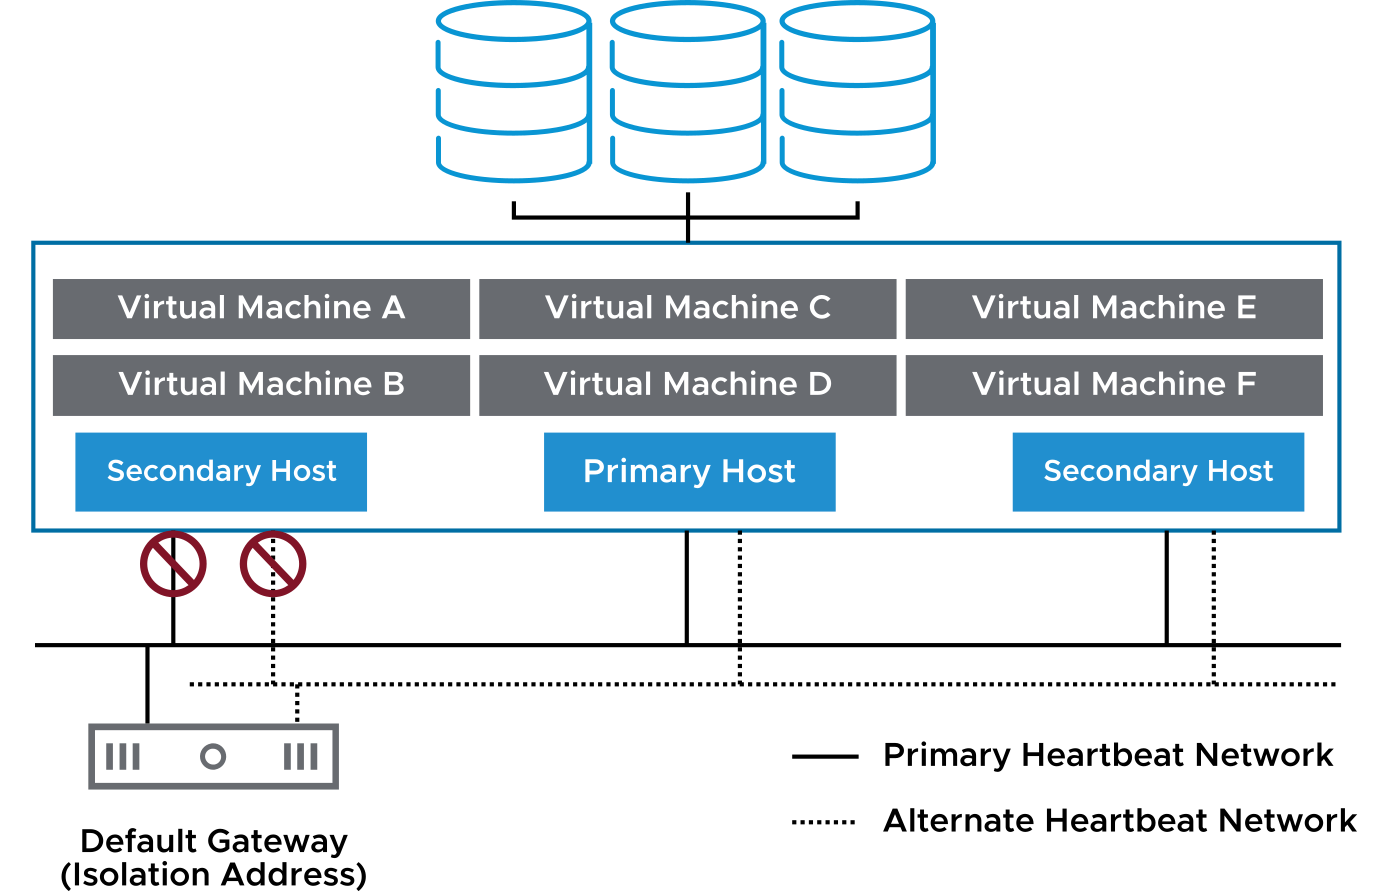 Virtual Machine A
Virtual Machine C
Virtual Machine E
Virtual Machine B
Virtual Machine D
Virtual Machine F
Secondary Host
Primary Host
Secondary Host
Primary Heartbeat Network
Alternate Heartbeat Network
Default Gateway
(Isolation Address)